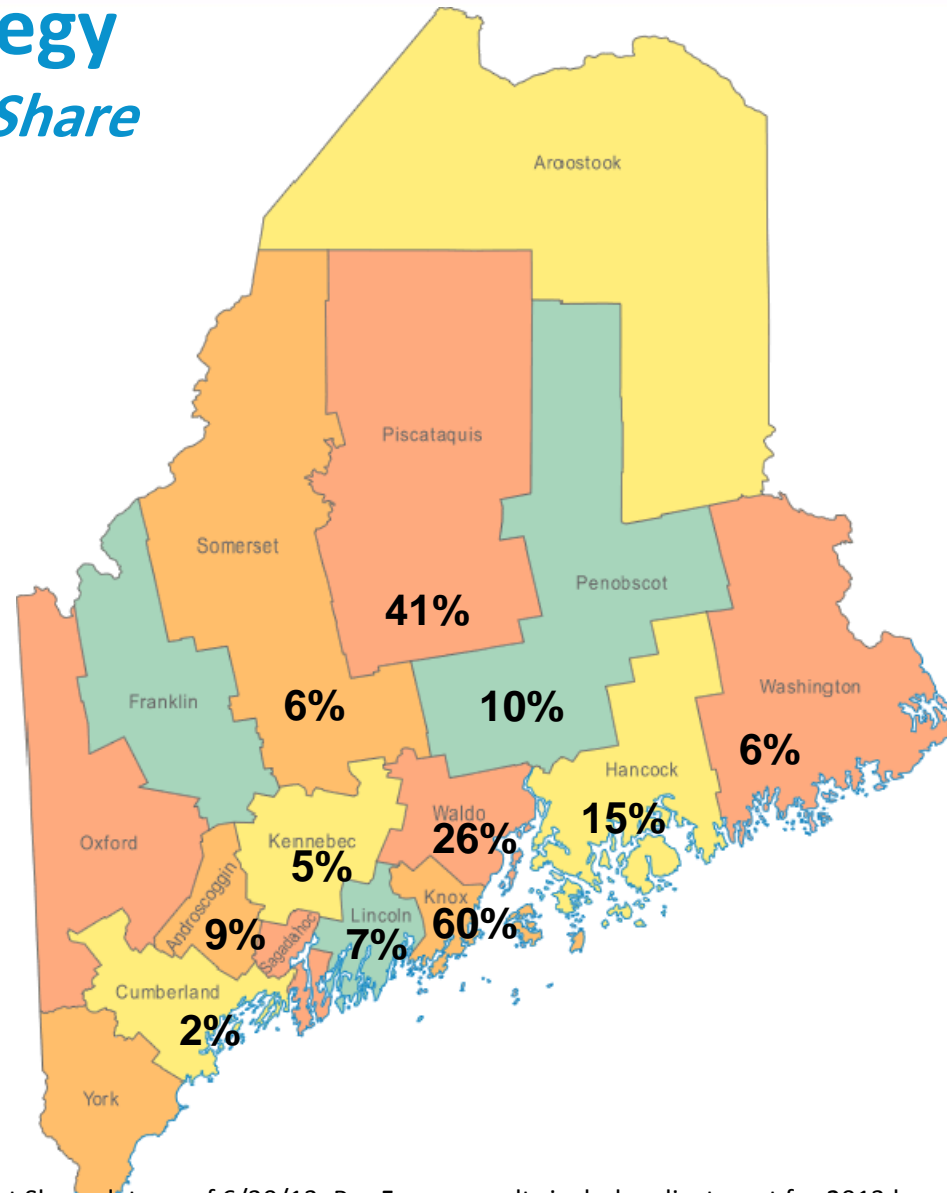 egy
Share
Aroostook
Piscataquis
Somerset
Penobscot
41%
Franklin
Washington
6%
10%
6%
Hancock
15%
Waldo
26%
Oxford
Kennebec
5%
Knox
60%
Androscoggin
9%
Sagadahoc
Lincoln
7%
Cumberland
2%
York